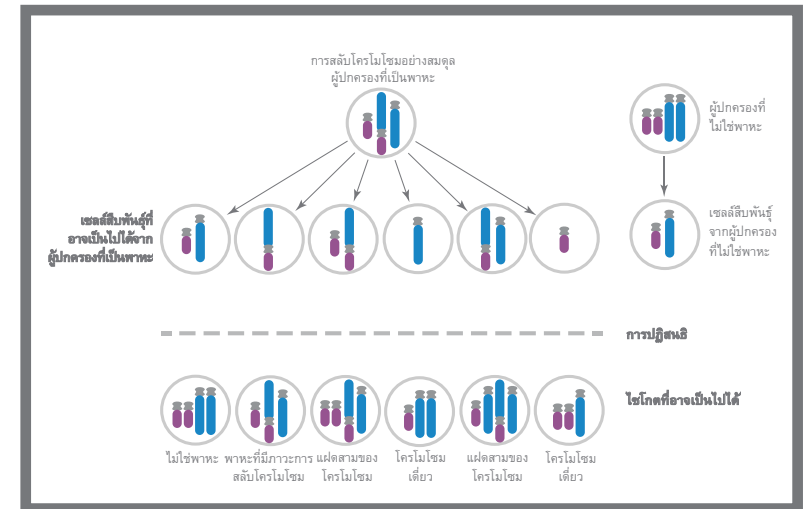 การสลับโครโมโซมอย่างสมดุล
ผู้ปกครองที่เป็นพาหะ
ผู้ปกครองที่
ไม่ใช่พาหะ
เซลล์สืบพันธุ์ที่
อาจเป็นไปได้จาก
ผู้ปกครองที่เป็นพาหะ
เซลล์สืบพันธุ์
จากผู้ปกครอง
ที่ไม่ใช่พาหะ
การปฏิสนธิ
ไซโกตที่อาจเป็นไปได้
ไม่ใช่พาหะ
พาหะที่มีภาวะการ
สลับโครโมโซม
แฝดสามของ
โครโมโซม
โครโมโซม
เดี่ยว
แฝดสามของ
โครโมโซม
โครโมโซม
เดี่ยว